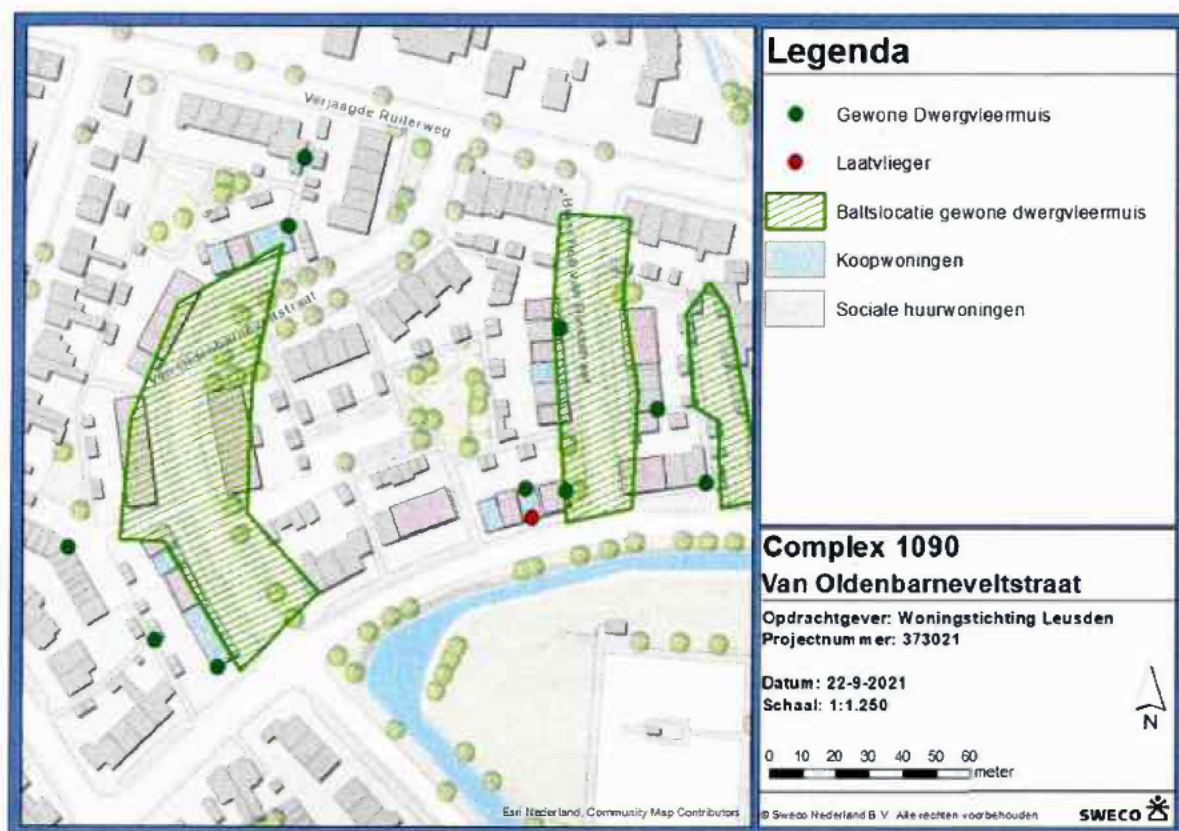 Verjaagde Ruiterweg
Legenda
Gewone Dwergvleermuis
Laatvlieger
Baltslocatie gewone dwergvleermuis
Koopwoningen
Sociale huurwoningen
Complex 1090
Van Oldenbarneveltstraat
Opdrachtgever: Woningstichting Leusden
Projectnummer: 373021
Datum: 22-9-2021
Schaal: 1:1.250
N
0 10 20 30 40 50 60
meter
Esri Nederland, Community Map Contributors
© Sweco Nederland B.V. Alle rechten voorbehouden
SWECO